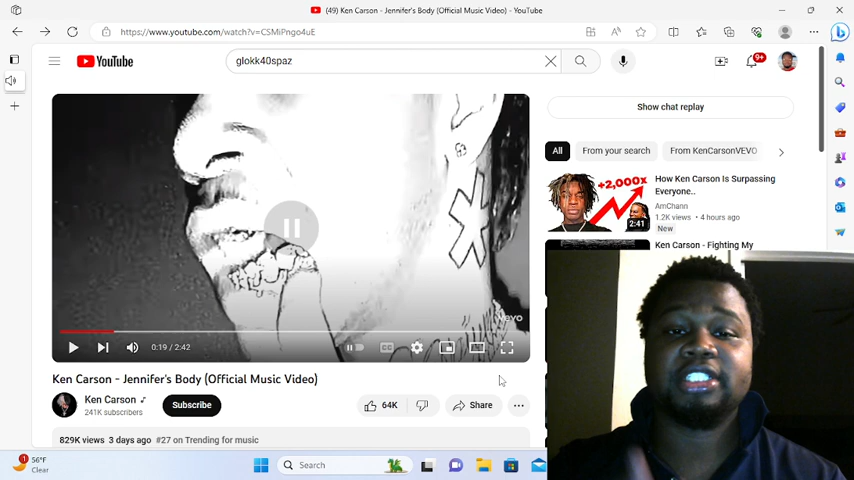 (49) Ken Carson - Jennifer's Body (Official Music Video) - YouTube
https://www.youtube.com/watch?v=CSMiPngo4uE
YouTube
glokk40spaz
9+
Show chat replay
All
From your search
From KenCarsonVEVO
+2,000x
2:41
How Ken Carson Is Surpassing
Everyone..
AmChann
1.2K views • 4 hours ago
New
Ken Carson - Fighting My
vevo
0:19 / 2:42
CC
Ken Carson - Jennifer's Body (Official Music Video)
Ken Carson
241K subscribers
Subscribe
64K
Share
829K views 3 days ago #27 on Trending for music
1
56°F
Clear
Search